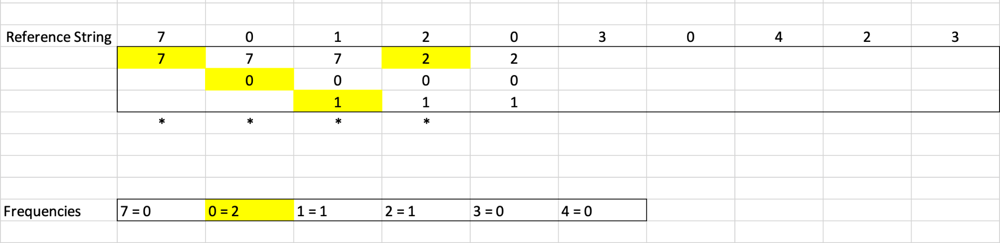 Reference String 7 0 1 2 0 3 0 4 2 3
7 7 7 2 2
0 0 0 0
1 1 1
* * * *
Frequencies 7 = 0 0 = 2 1 = 1 2 = 1 3 = 0 4 = 0